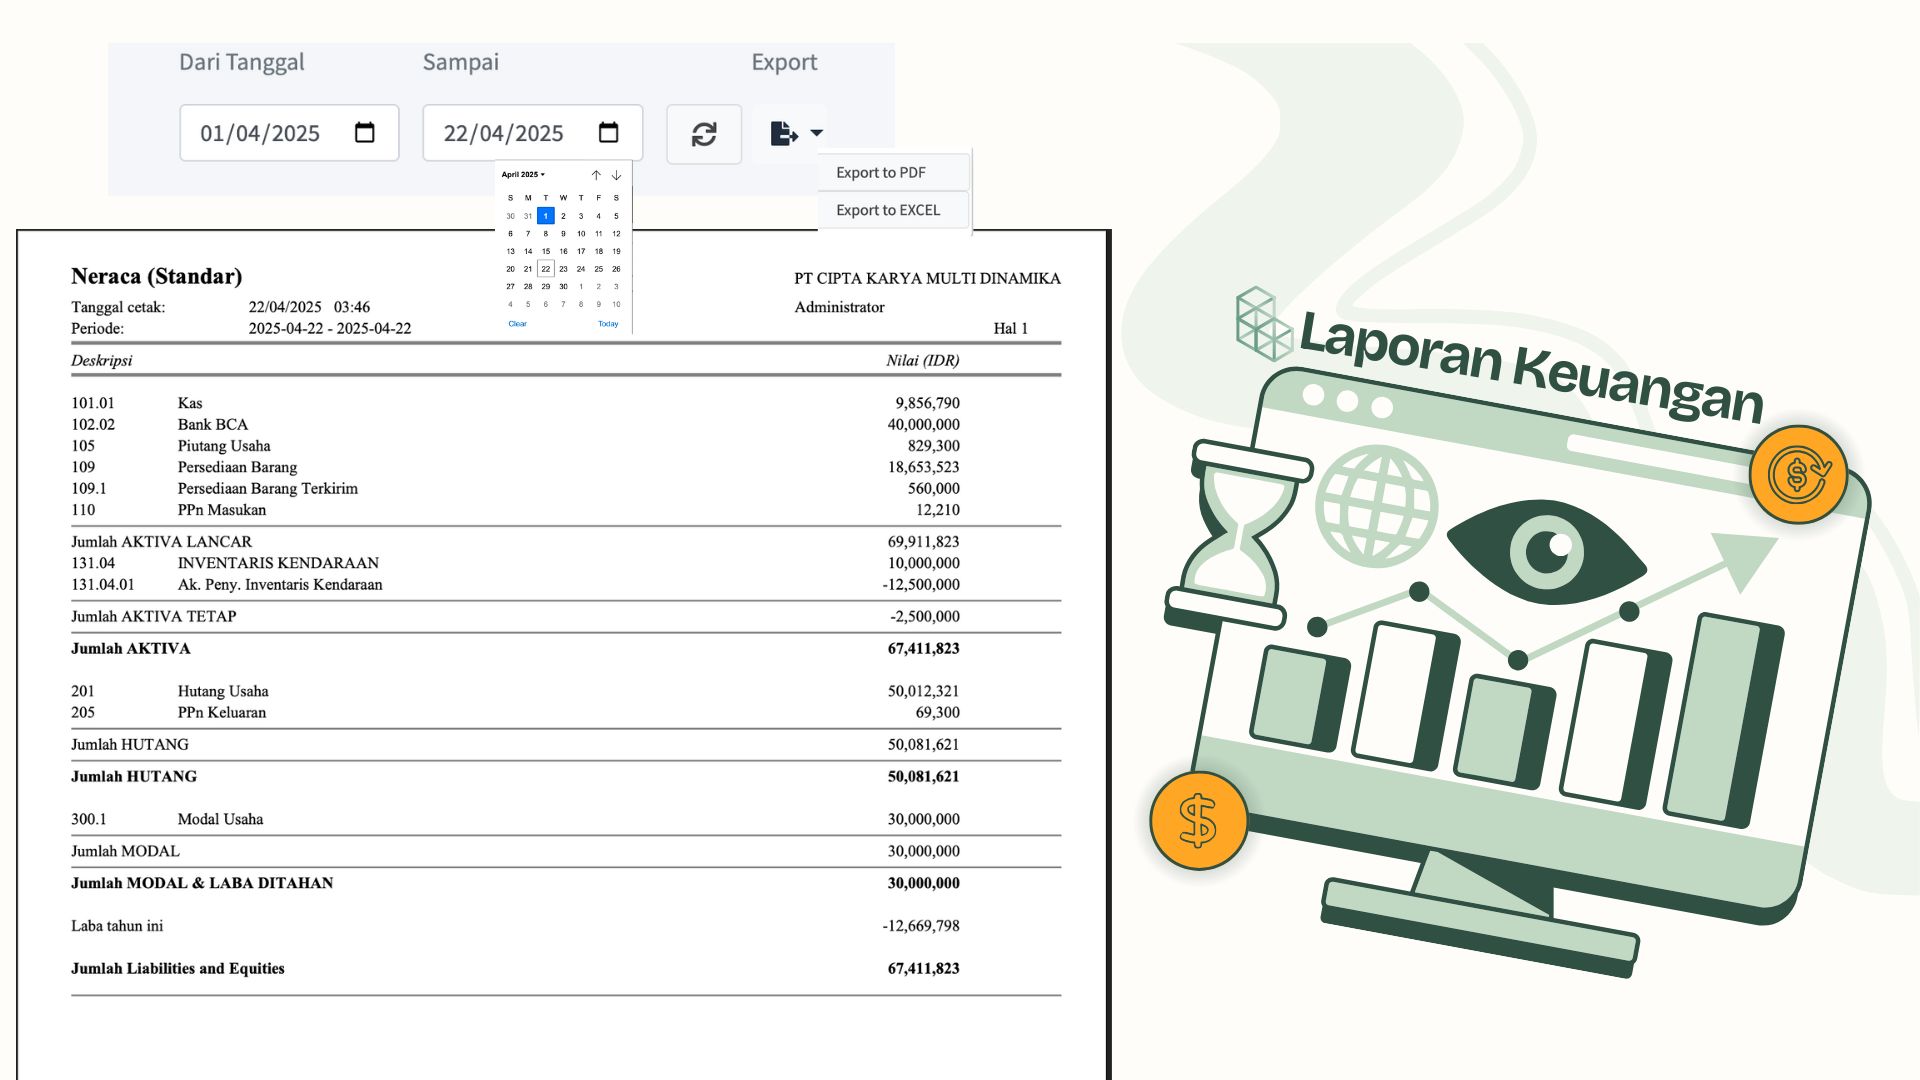 Dari Tanggal Sampai Export
01/04/2025 22/04/2025
Export to PDF
Export to EXCEL
April 2025
S M T W T F S
30 31 1 2 3 4 5
6 7 8 9 10 11 12
13 14 15 16 17 18 19
20 21 22 23 24 25 26
27 28 29 30 1 2 3
4 5 6 7 8 9 10
Clear Today
Neraca (Standar) PT CIPTA KARYA MULTI DINAMIKA
Tanggal cetak: 22/04/2025 03:46 Administrator
Periode: 2025-04-22 - 2025-04-22 Hal 1
Deskripsi Nilai (IDR)
101.01 Kas 9,856,790
102.02 Bank BCA 40,000,000
105 Piutang Usaha 829,300
109 Persediaan Barang 18,653,523
109.1 Persediaan Barang Terkirim 560,000
110 PPn Masukan 12,210
Jumlah AKTIVA LANCAR 69,911,823
131.04 INVENTARIS KENDARAAN 10,000,000
131.04.01 Ak. Peny. Inventaris Kendaraan -12,500,000
Jumlah AKTIVA TETAP -2,500,000
Jumlah AKTIVA 67,411,823
201 Hutang Usaha 50,012,321
205 PPn Keluaran 69,300
Jumlah HUTANG 50,081,621
Jumlah HUTANG 50,081,621
300.1 Modal Usaha 30,000,000
Jumlah MODAL 30,000,000
Jumlah MODAL & LABA DITAHAN 30,000,000
Laba tahun ini -12,669,798
Jumlah Liabilities and Equities 67,411,823
Laporan Keuangan
$
$